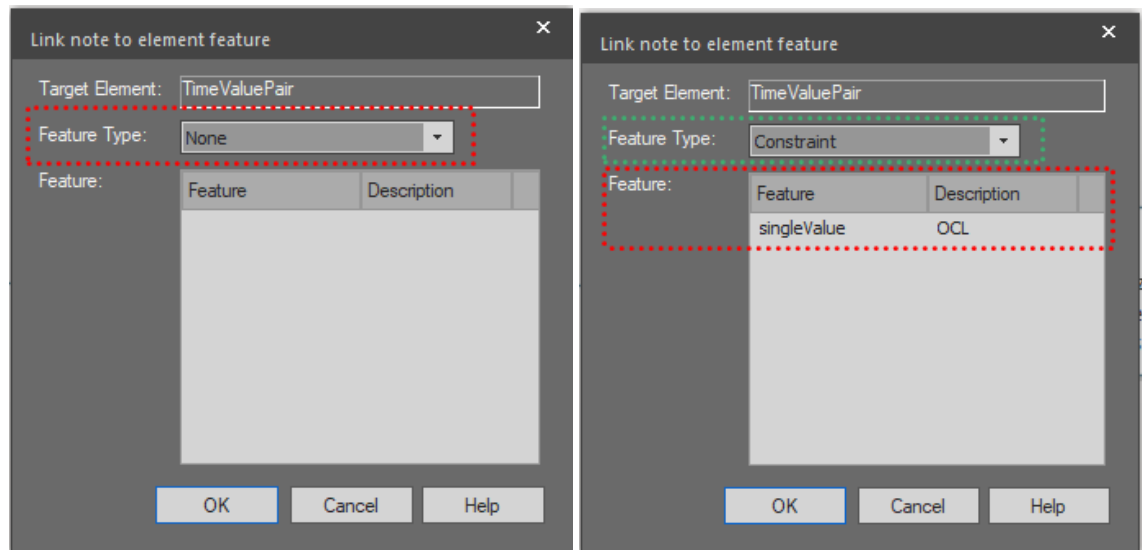 Link note to element feature
Target Element: TimeValuePair
Feature Type: None
Feature:
Feature Description
OK Cancel Help
Link note to element feature
Target Element: TimeValuePair
Feature Type: Constraint
Feature:
Feature Description
singleValue OCL
OK Cancel Help